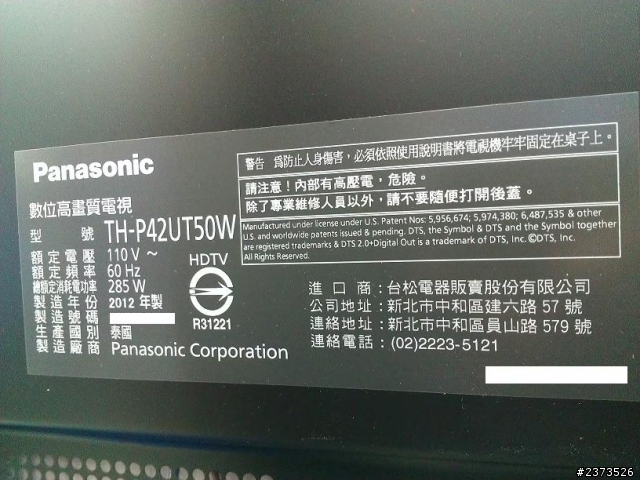 Panasonic
數位高畫質電視
型 號 TH-P42UT50W
額定電壓 110 V ~
額定頻率 60 Hz
總額定消耗電功率 285 W
製造年份 2012 年製
製造號碼
生產國別 泰國
製造廠商 Panasonic Corporation
HDTV
R31221
警告 為防止人身傷害，必須依照使用說明書將電視機牢牢固定在桌子上。
請注意！內部有高壓電，危險。
除了專業維修人員以外，請不要隨便打開後蓋。
Manufactured under license under U.S. Patent Nos: 5,956,674; 5,974,380; 6,487,535 & other
U.S. and worldwide patents issued & pending. DTS, the Symbol & DTS and the Symbol together
are registered trademarks & DTS 2.0+Digital Out is a trademark of DTS, Inc. ©DTS, Inc.
All Rights Reserved.
進口商：台松電器販賣股份有限公司
公司地址：新北市中和區建六路 57 號
連絡地址：新北市中和區員山路 579 號
連絡電話：(02)2223-5121
#2373526